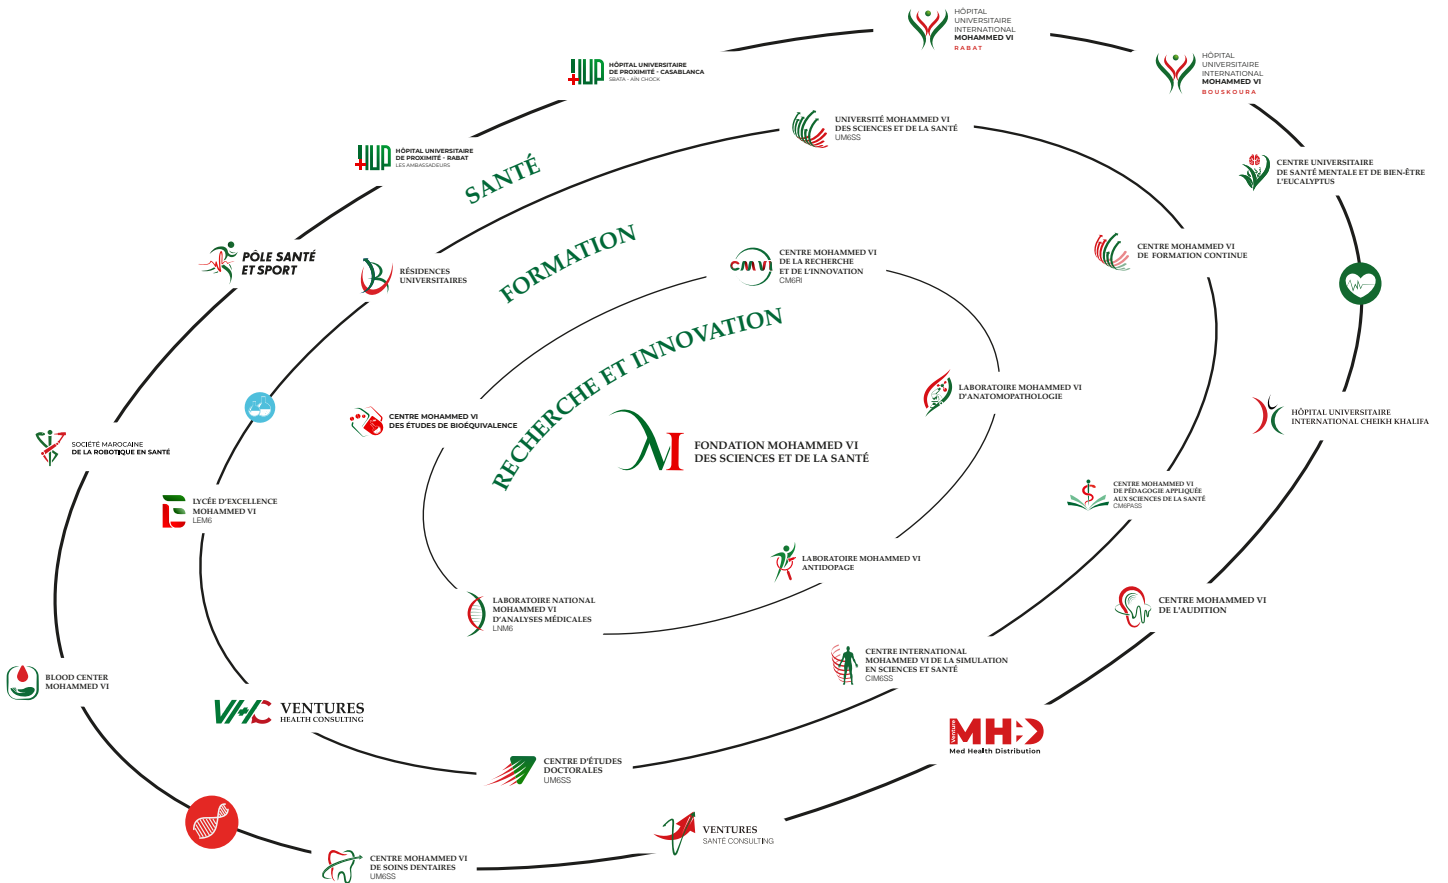 HÔPITAL
UNIVERSITAIRE
INTERNATIONAL
MOHAMMED VI
RABAT
HÔPITAL
UNIVERSITAIRE
INTERNATIONAL
MOHAMMED VI
BOUSKOURA
HUP
HÔPITAL UNIVERSITAIRE
DE PROXIMITÉ - CASABLANCA
SBATA - AÏN CHOCK
UNIVERSITÉ MOHAMMED VI
DES SCIENCES ET DE LA SANTÉ
UM6SS
HUP
HÔPITAL UNIVERSITAIRE
DE PROXIMITÉ - RABAT
LES AMBASSADEURS
SANTÉ
CENTRE UNIVERSITAIRE
DE SANTÉ MENTALE ET DE BIEN-ÊTRE
L'EUCALYPTUS
FORMATION
PÔLE SANTÉ
ET SPORT
RÉSIDENCES
UNIVERSITAIRES
CMVI
CENTRE MOHAMMED VI
DE LA RECHERCHE
ET DE L'INNOVATION
CM6RI
CENTRE MOHAMMED VI
DE FORMATION CONTINUE
RECHERCHE ET INNOVATION
LABORATOIRE MOHAMMED VI
D'ANATOMOPATHOLOGIE
CENTRE MOHAMMED VI
DES ÉTUDES DE BIOÉQUIVALENCE
HÔPITAL UNIVERSITAIRE
INTERNATIONAL CHEIKH KHALIFA
SOCIÉTÉ MAROCAINE
DE LA ROBOTIQUE EN SANTÉ
FONDATION MOHAMMED VI
DES SCIENCES ET DE LA SANTÉ
LYCÉE D'EXCELLENCE
MOHAMMED VI
LEM6
CENTRE MOHAMMED VI
DE PÉDAGOGIE APPLIQUÉE
AUX SCIENCES DE LA SANTÉ
CM6PASS
LABORATOIRE MOHAMMED VI
ANTIDOPAGE
LABORATOIRE NATIONAL
MOHAMMED VI
D'ANALYSES MÉDICALES
LNM6
CENTRE MOHAMMED VI
DE L'AUDITION
CENTRE INTERNATIONAL
MOHAMMED VI DE LA SIMULATION
EN SCIENCES ET SANTÉ
CIM6SS
BLOOD CENTER
MOHAMMED VI
VHC
VENTURES
HEALTH CONSULTING
VENTURES
MHD
Med Health Distribution
CENTRE D'ÉTUDES
DOCTORALES
UM6SS
VENTURES
SANTÉ CONSULTING
CENTRE MOHAMMED VI
DE SOINS DENTAIRES
UM6SS